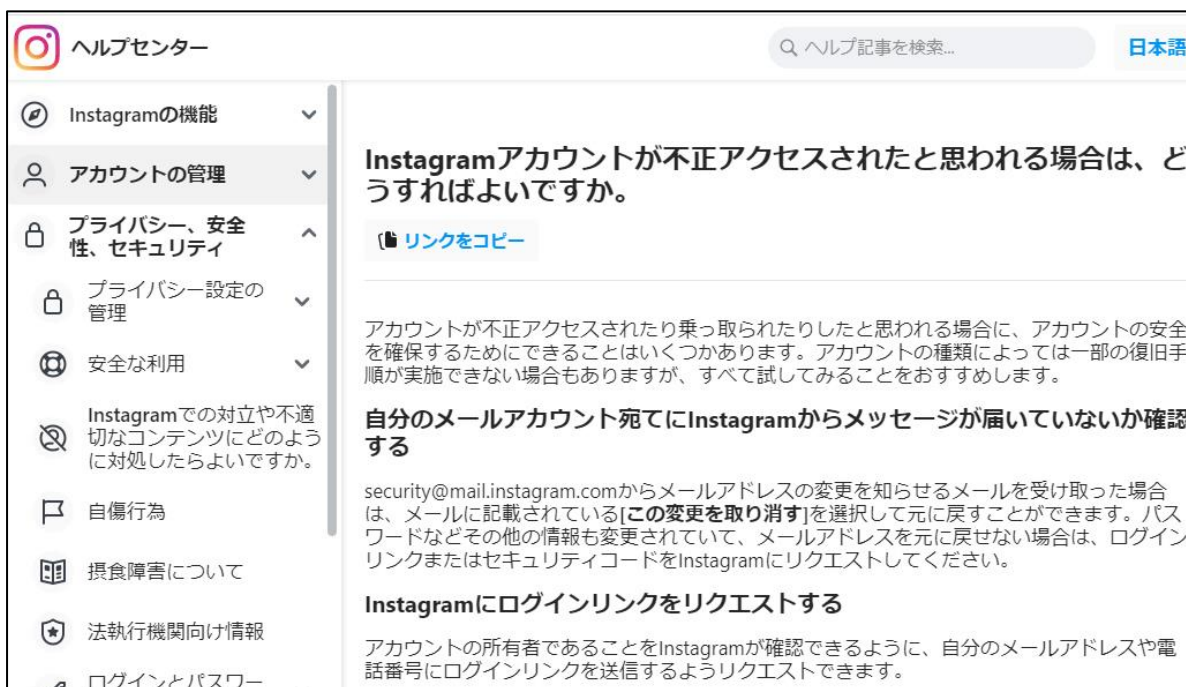 ヘルプセンター
ヘルプ記事を検索...
日本語
Instagramの機能
アカウントの管理
プライバシー、安全
性、セキュリティ
プライバシー設定の
管理
安全な利用
Instagramでの対立や不適
切なコンテンツにどのよう
に対処したらよいですか。
自傷行為
摂食障害について
法執行機関向け情報
ログインとパスワー
Instagramアカウントが不正アクセスされたと思われる場合は、ど
うすればよいですか。
リンクをコピー
アカウントが不正アクセスされたり乗っ取られたりしたと思われる場合に、アカウントの安全
を確保するためにできることはいくつかあります。アカウントの種類によっては一部の復旧手
順が実施できない場合もありますが、すべて試してみることをおすすめします。
自分のメールアカウント宛てにInstagramからメッセージが届いていないか確認
する
security@mail.instagram.comからメールアドレスの変更を知らせるメールを受け取った場合
は、メールに記載されている[この変更を取り消す]を選択して元に戻すことができます。パス
ワードなどその他の情報も変更されていて、メールアドレスを元に戻せない場合は、ログイン
リンクまたはセキュリティコードをInstagramにリクエストしてください。
Instagramにログインリンクをリクエストする
アカウントの所有者であることをInstagramが確認できるように、自分のメールアドレスや電
話番号にログインリンクを送信するようリクエストできます。